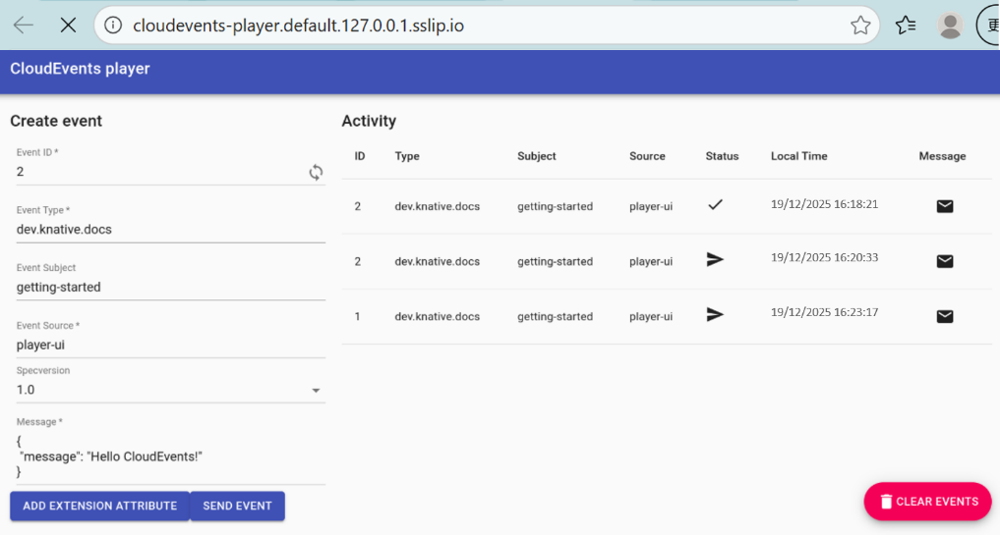 cloudevents-player.default.127.0.0.1.sslip.io
更
CloudEvents player
Create event
Event ID *
2
Event Type *
dev.knative.docs
Event Subject
getting-started
Event Source *
player-ui
Specversion
1.0
Message *
{
"message": "Hello CloudEvents!"
}
ADD EXTENSION ATTRIBUTE
SEND EVENT
Activity
ID Type Subject Source Status Local Time Message
2 dev.knative.docs getting-started player-ui 19/12/2025 16:18:21
2 dev.knative.docs getting-started player-ui 19/12/2025 16:20:33
1 dev.knative.docs getting-started player-ui 19/12/2025 16:23:17
CLEAR EVENTS